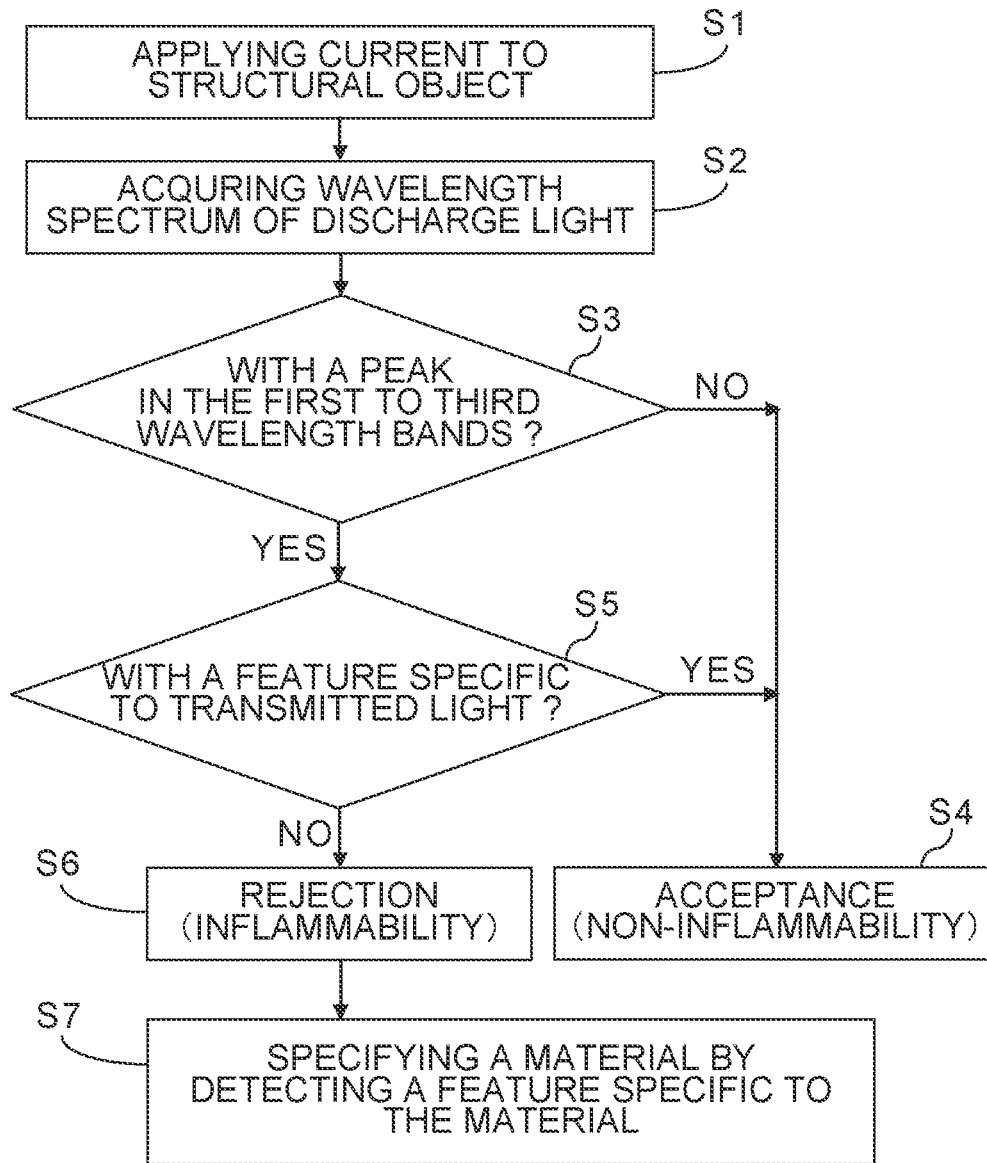 S1
APPLYING CURRENT TO
STRUCTURAL OBJECT
S2
ACQURING WAVELENGTH
SPECTRUM OF DISCHARGE LIGHT
S3
WITH A PEAK
IN THE FIRST TO THIRD
WAVELENGTH BANDS ?
NO
YES
S5
WITH A FEATURE SPECIFIC
TO TRANSMITTED LIGHT ?
YES
NO
S6
REJECTION
(INFLAMMABILITY)
S4
ACCEPTANCE
(NON-INFLAMMABILITY)
S7
SPECIFYING A MATERIAL BY
DETECTING A FEATURE SPECIFIC TO
THE MATERIAL